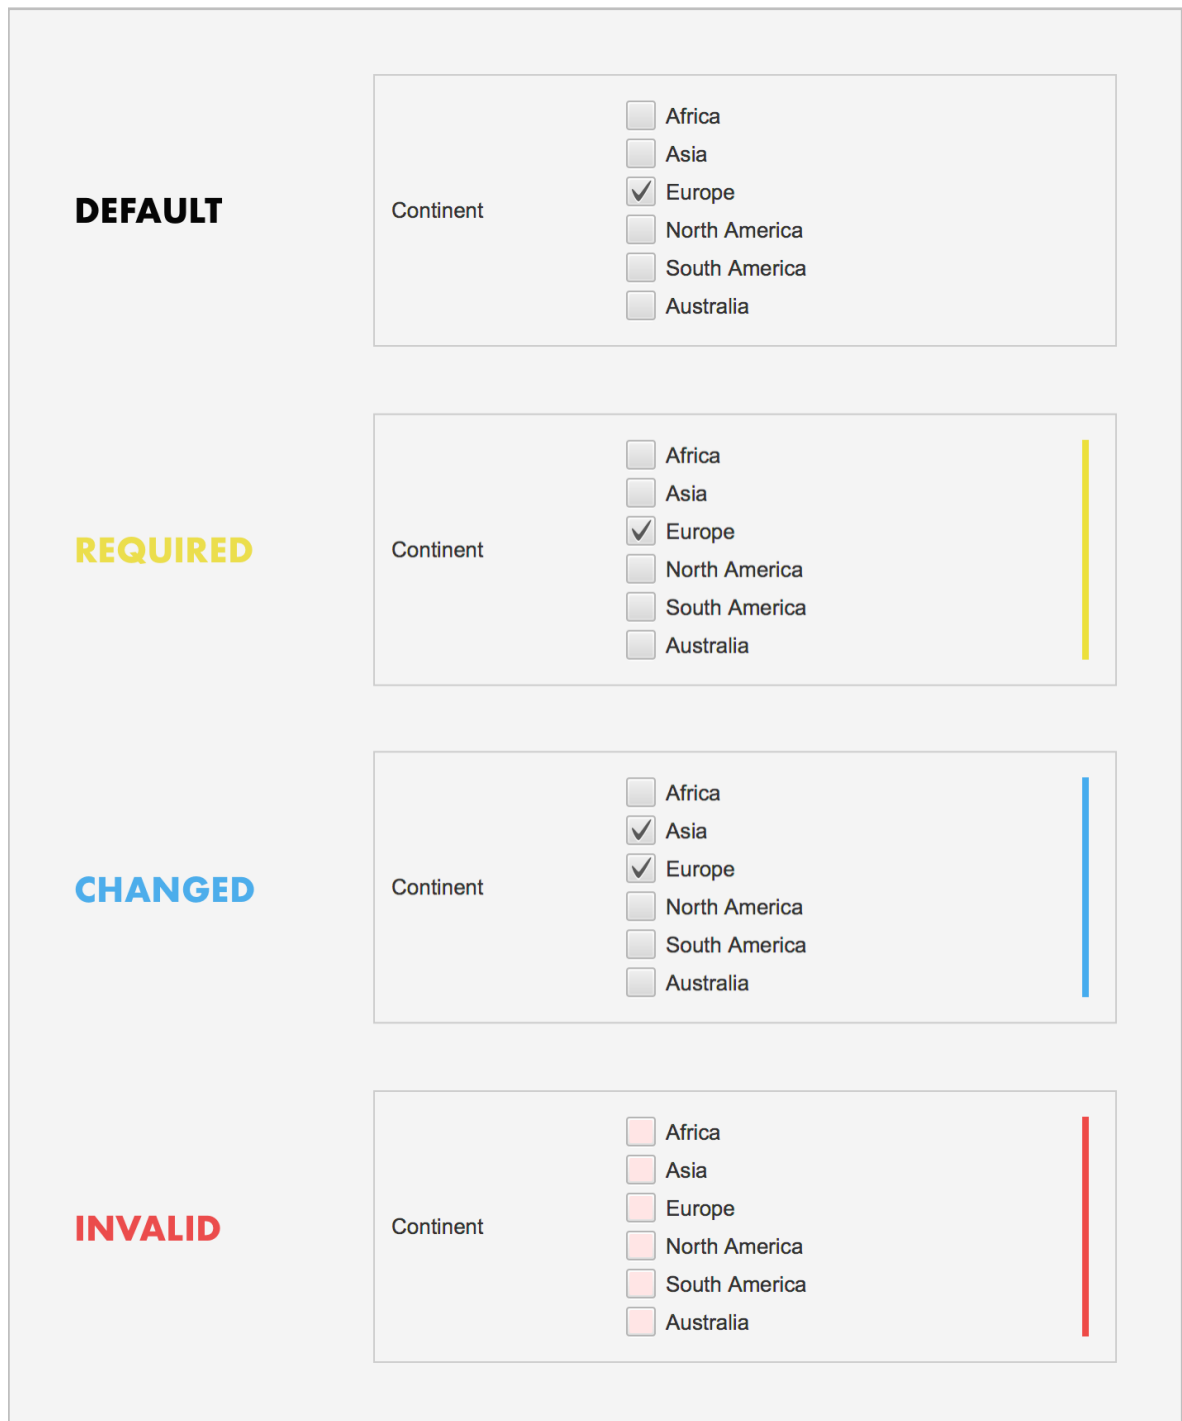 Africa
Asia
Europe
DEFAULT
Continent
North America
South America
Australia
Africa
Asia
Europe
REQUIRED
Continent
North America
South America
Australia
Africa
Asia
Europe
CHANGED
Continent
North America
South America
Australia
Africa
Asia
Europe
INVALID
Continent
North America
South America
Australia